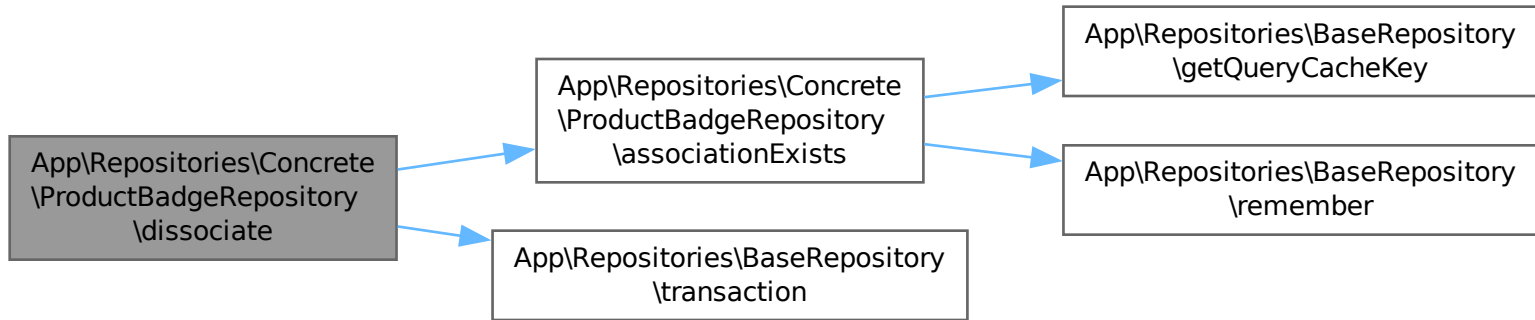 App\Repositories\Concrete
\ProductBadgeRepository
\dissociate
App\Repositories\Concrete
\ProductBadgeRepository
\associationExists
App\Repositories\BaseRepository
\transaction
App\Repositories\BaseRepository
\getQueryCacheKey
App\Repositories\BaseRepository
\remember